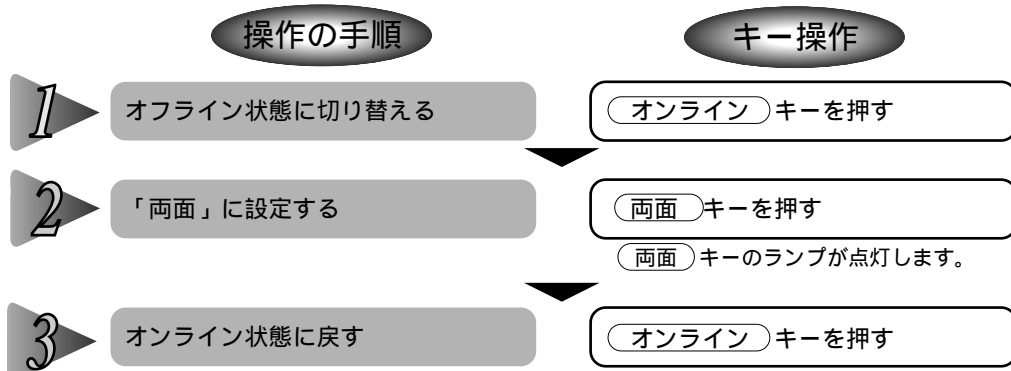 操作の手順
キー操作
1
オフライン状態に切り替える
オンライン キーを押す
2
「両面」に設定する
両面 キーを押す
両面 キーのランプが点灯します。
3
オンライン状態に戻す
オンライン キーを押す